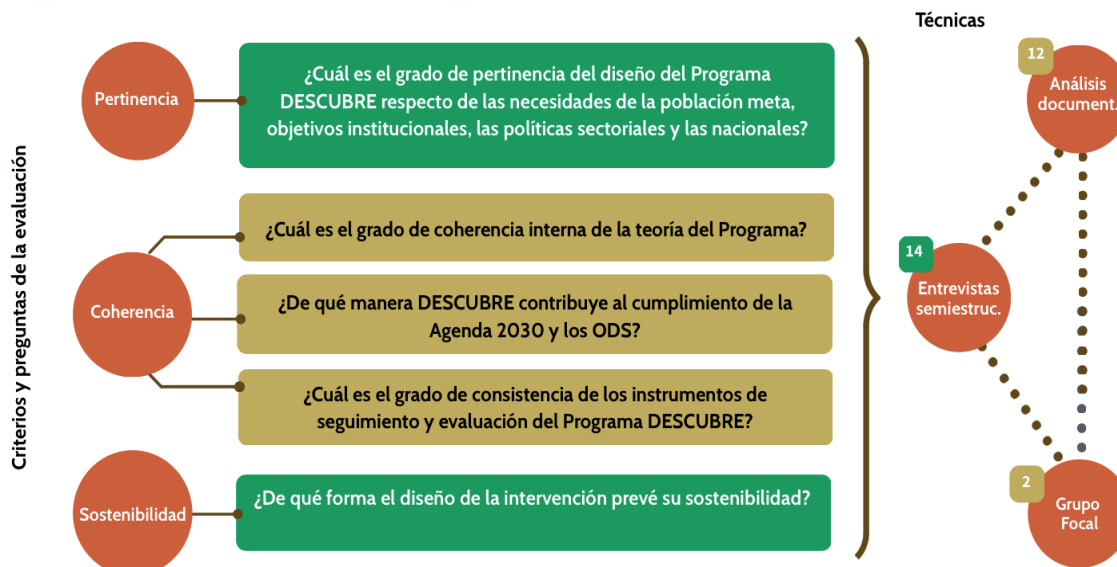 Criterios y preguntas de la evaluación
Pertinencia
¿Cuál es el grado de pertinencia del diseño del Programa
DESCUBRE respecto de las necesidades de la población meta,
objetivos institucionales, las políticas sectoriales y las nacionales?
Coherencia
¿Cuál es el grado de coherencia interna de la teoría del Programa?
¿De qué manera DESCUBRE contribuye al cumplimiento de la
Agenda 2030 y los ODS?
¿Cuál es el grado de consistencia de los instrumentos de
seguimiento y evaluación del Programa DESCUBRE?
Sostenibilidad
¿De qué forma el diseño de la intervención prevé su sostenibilidad?
Técnicas
12
Análisis
document.
14
Entrevistas
semiestruc.
2
Grupo
Focal